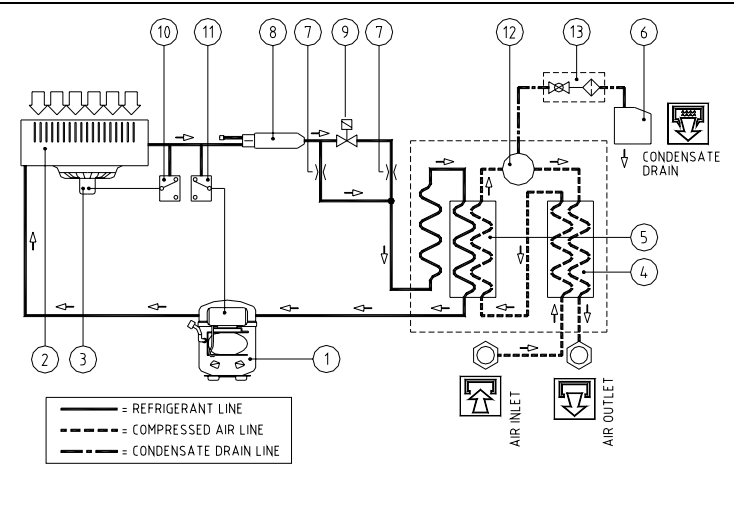 10 11 8 7 9 7 12 13 6
CONDENSATE
DRAIN
5
4
2 3 1
AIR INLET
AIR OUTLET
= REFRIGERANT LINE
= COMPRESSED AIR LINE
= CONDENSATE DRAIN LINE